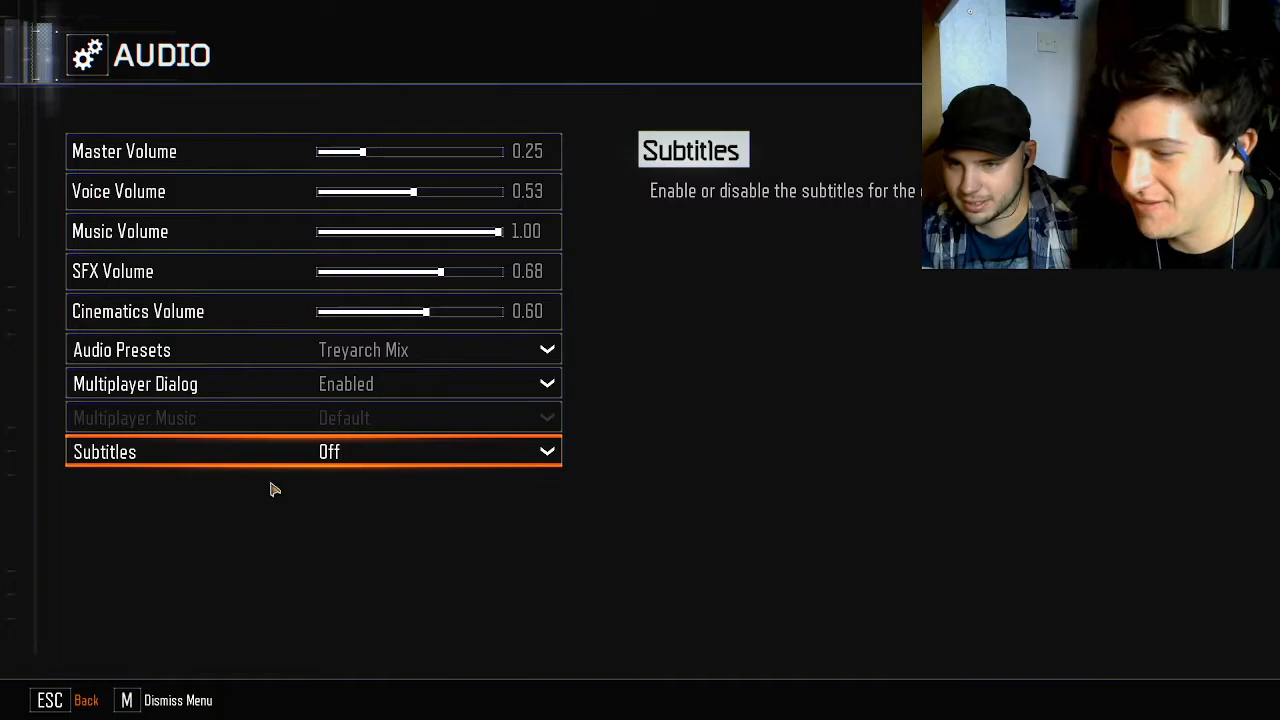 AUDIO
Master Volume 0.25
Voice Volume 0.53
Music Volume 1.00
SFX Volume 0.68
Cinematics Volume 0.60
Audio Presets Treyarch Mix
Multiplayer Dialog Enabled
Multiplayer Music Default
Subtitles Off
Subtitles
Enable or disable the subtitles for the
ESC Back M Dismiss Menu